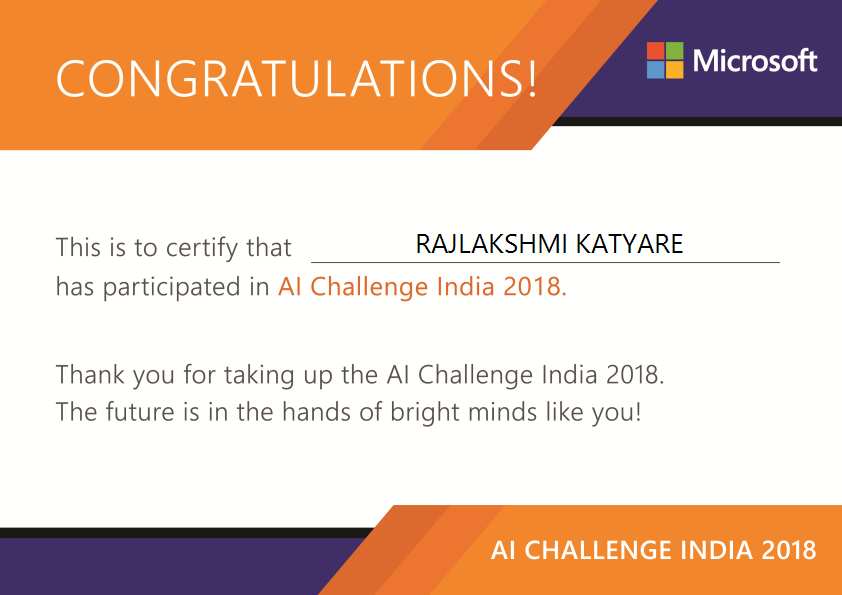 CONGRATULATIONS!
Microsoft
This is to certify that RAJLAKSHMI KATYARE
has participated in AI Challenge India 2018.
Thank you for taking up the AI Challenge India 2018.
The future is in the hands of bright minds like you!
AI CHALLENGE INDIA 2018